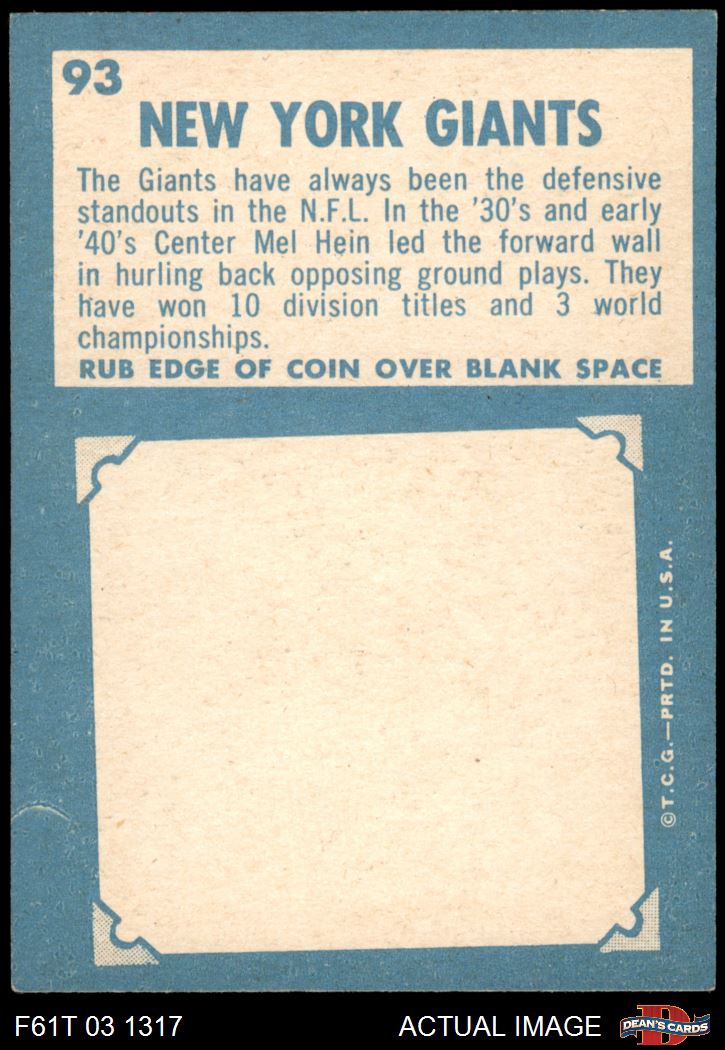 93
NEW YORK GIANTS
The Giants have always been the defensive
standouts in the N.F.L. In the '30's and early
'40's Center Mel Hein led the forward wall
in hurling back opposing ground plays. They
have won 10 division titles and 3 world
championships.
RUB EDGE OF COIN OVER BLANK SPACE
©T.C.G.—PRTD. IN U.S.A.
F61T 03 1317
ACTUAL IMAGE
DEAN'S CARDS